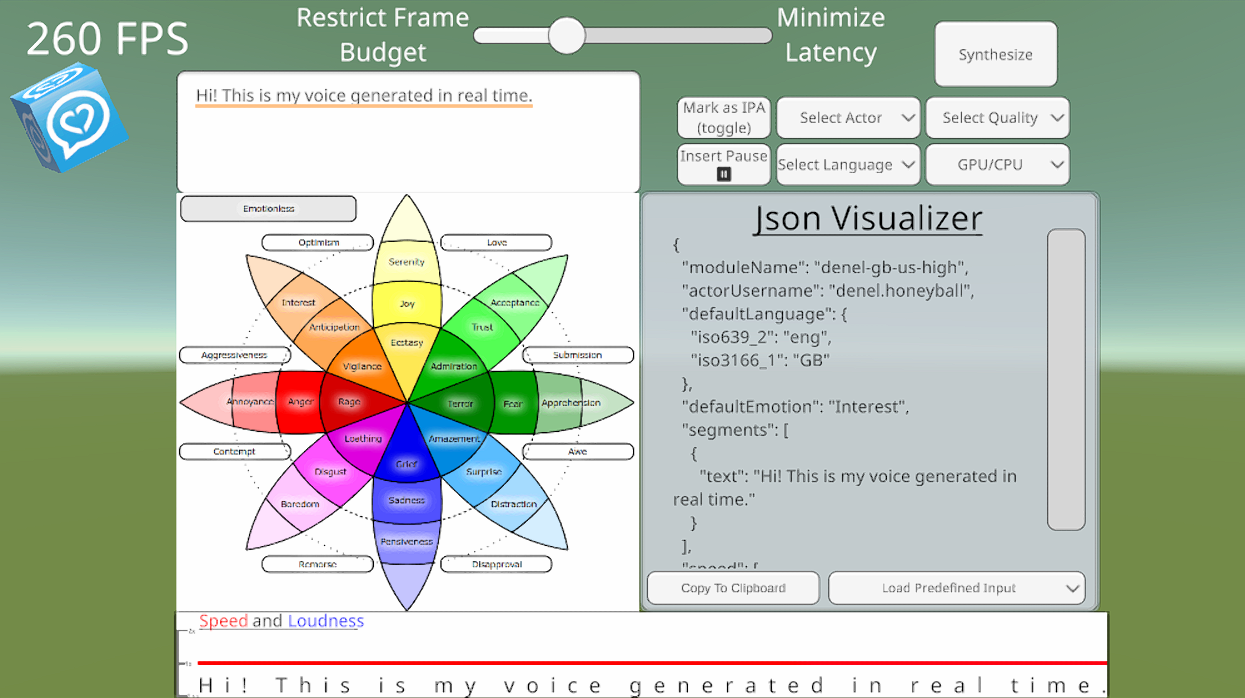 260 FPS
Restrict Frame
Budget
Minimize
Latency
Synthesize
Hi! This is my voice generated in real time.
Mark as IPA
(toggle)
Select Actor
Select Quality
Insert Pause
Select Language
GPU/CPU
Emotionless
Optimism
Love
Serenity
Interest
Joy
Acceptance
Anticipation
Trust
Ecstasy
Aggressiveness
Submission
Vigilance
Admiration
Annoyance
Anger
Rage
Terror
Fear
Apprehension
Loathing
Amazement
Contempt
Awe
Grief
Disgust
Surprise
Sadness
Boredom
Distraction
Pensiveness
Remorse
Disapproval
Json Visualizer
{
"moduleName": "denel-gb-us-high",
"actorUsername": "denel.honeyball",
"defaultLanguage": {
"iso639_2": "eng",
"iso3166_1": "GB"
},
"defaultEmotion": "Interest",
"segments": [
{
"text": "Hi! This is my voice generated in
real time."
}
],
"speed": [
Copy To Clipboard
Load Predefined Input
Speed and Loudness
Hi! This is my voice generated in real time.